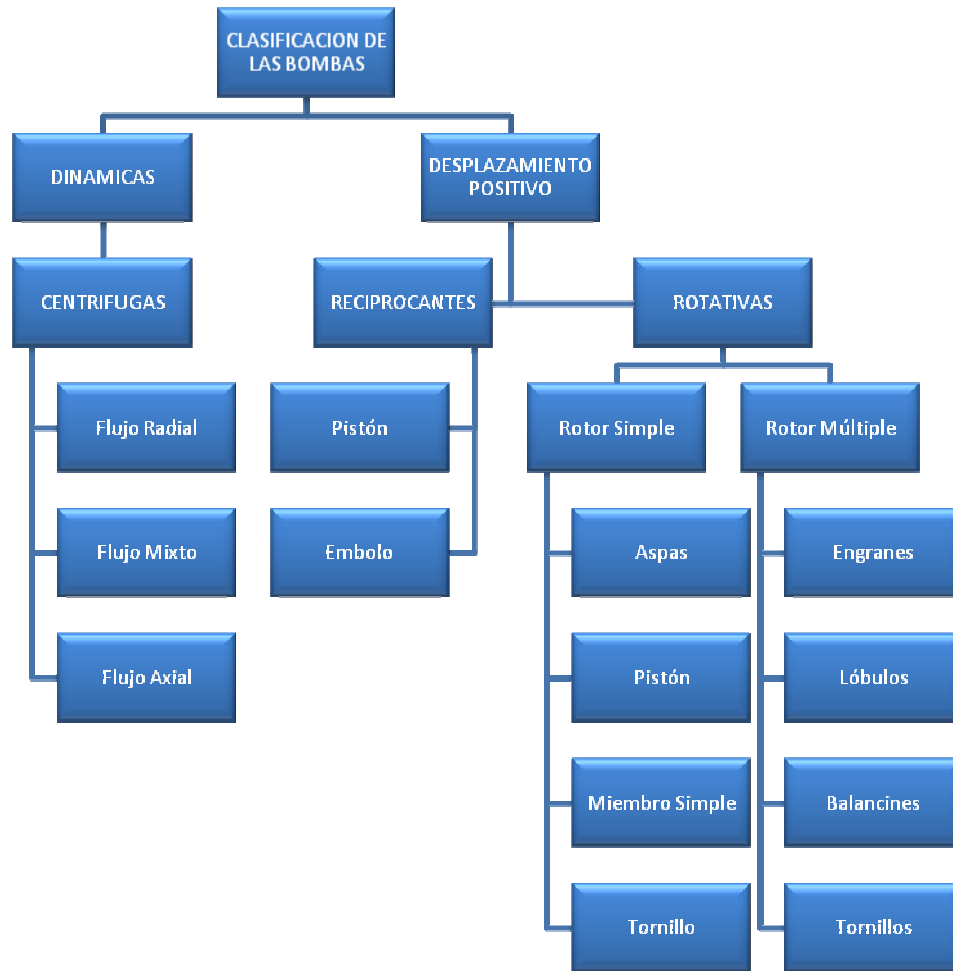 CLASIFICACION DE
LAS BOMBAS
DINAMICAS
DESPLAZAMIENTO
POSITIVO
CENTRIFUGAS
RECIPROCANTES
ROTATIVAS
Flujo Radial
Pistón
Rotor Simple
Rotor Múltiple
Flujo Mixto
Embolo
Aspas
Engranes
Flujo Axial
Pistón
Lóbulos
Miembro Simple
Balancines
Tornillo
Tornillos